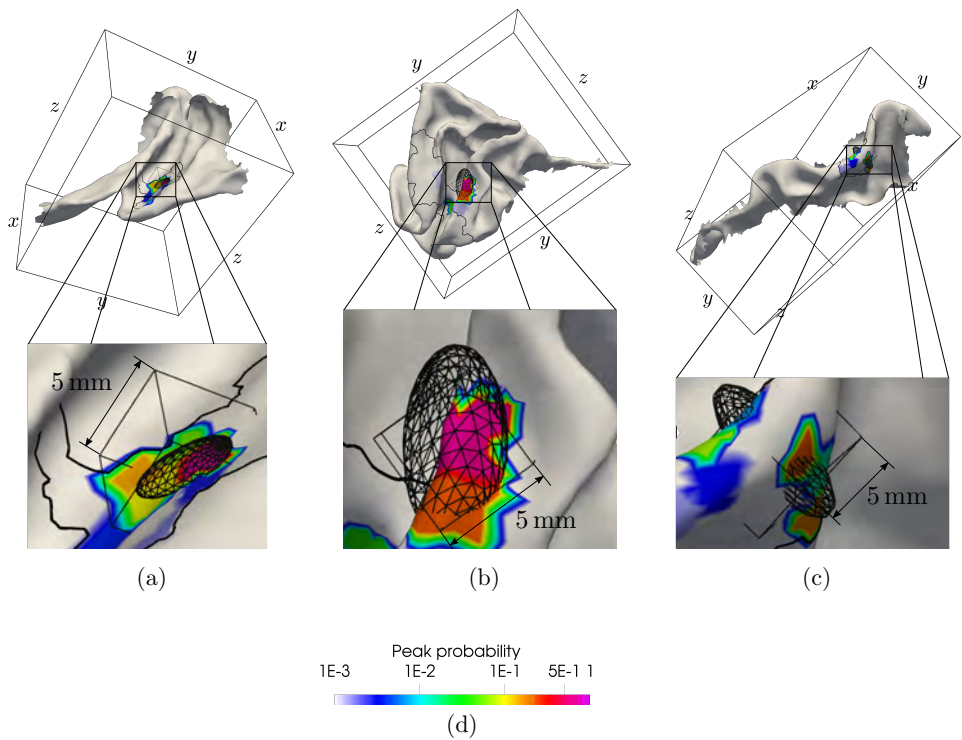 y
z
x
x
z
y
y
z
z
y
x
y
z
x
y
z
5 mm
5 mm
5 mm
(a)
(b)
(c)
Peak probability
1E-3 1E-2 1E-1 5E-1 1
(d)